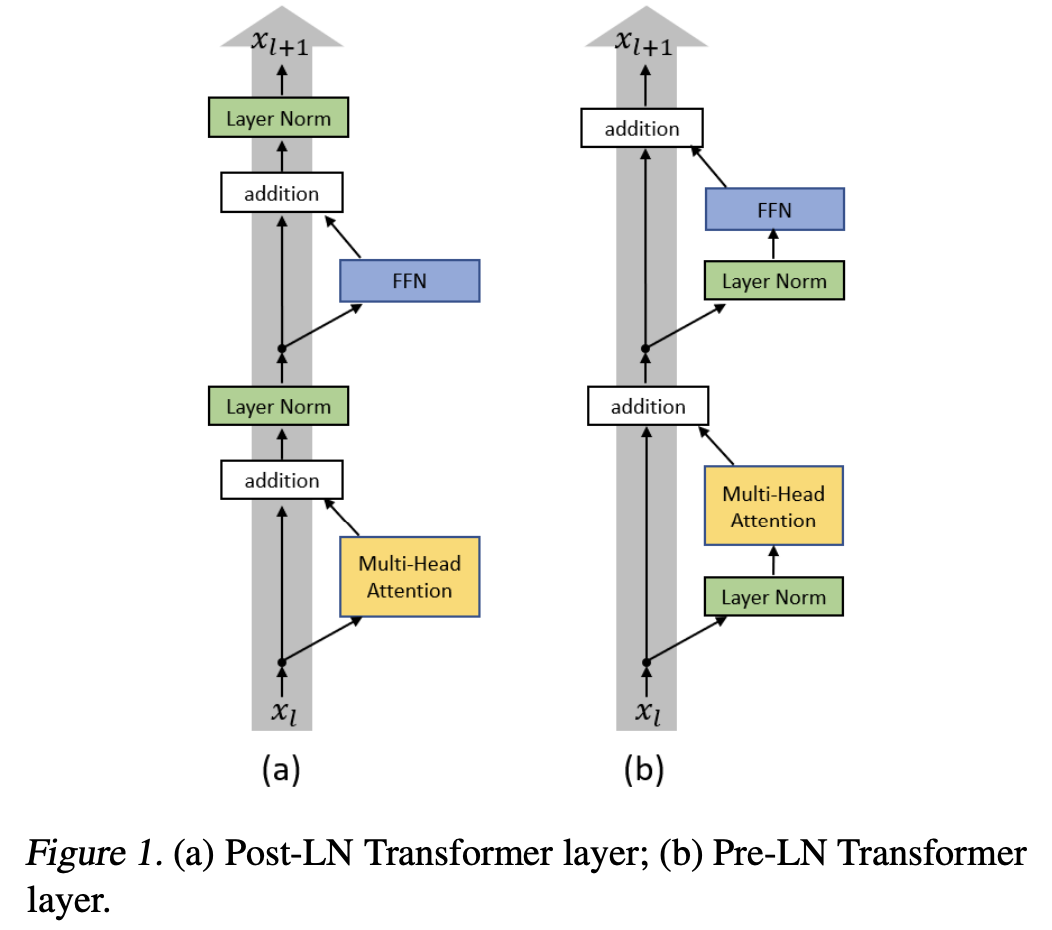 x_{l+1}
Layer Norm
addition
FFN
Layer Norm
addition
Multi-Head
Attention
x_l
(a)
x_{l+1}
addition
FFN
Layer Norm
addition
Multi-Head
Attention
Layer Norm
x_l
(b)
Figure 1. (a) Post-LN Transformer layer; (b) Pre-LN Transformer
layer.